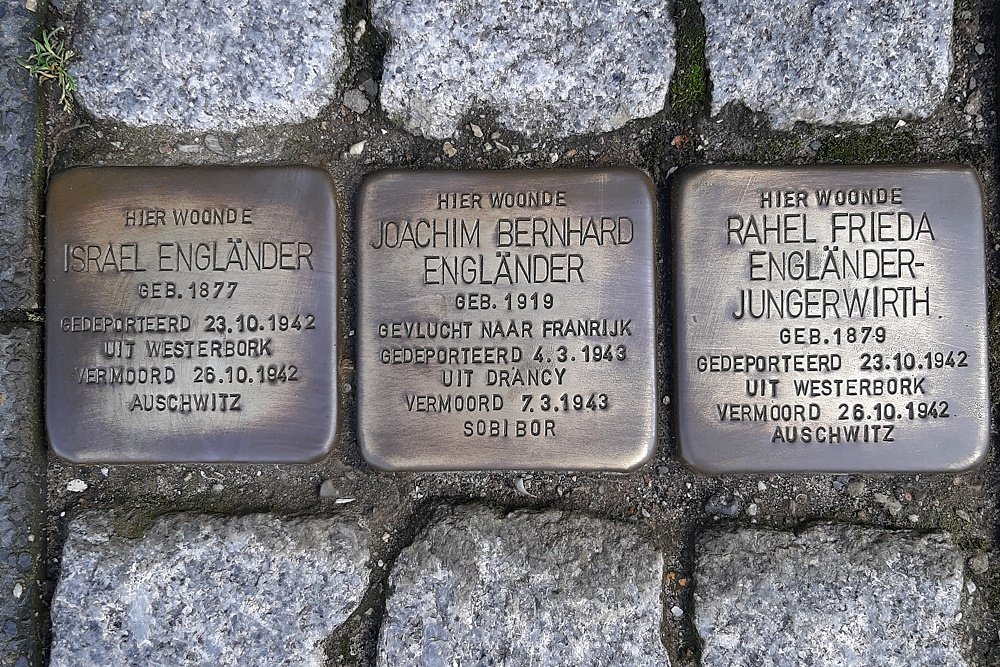 HIER WOONDE
ISRAEL ENGLÄNDER
GEB. 1877
GEDEPORTEERD 23.10.1942
UIT WESTERBORK
VERMOORD 26.10.1942
AUSCHWITZ
HIER WOONDE
JOACHIM BERNHARD
ENGLÄNDER
GEB. 1919
GEVLUCHT NAAR FRANRIJK
GEDEPORTEERD 4.3.1943
UIT DRANCY
VERMOORD 7.3.1943
SOBIBOR
HIER WOONDE
RAHEL FRIEDA
ENGLÄNDER-
JUNGERWIRTH
GEB. 1879
GEDEPORTEERD 23.10.1942
UIT WESTERBORK
VERMOORD 26.10.1942
AUSCHWITZ